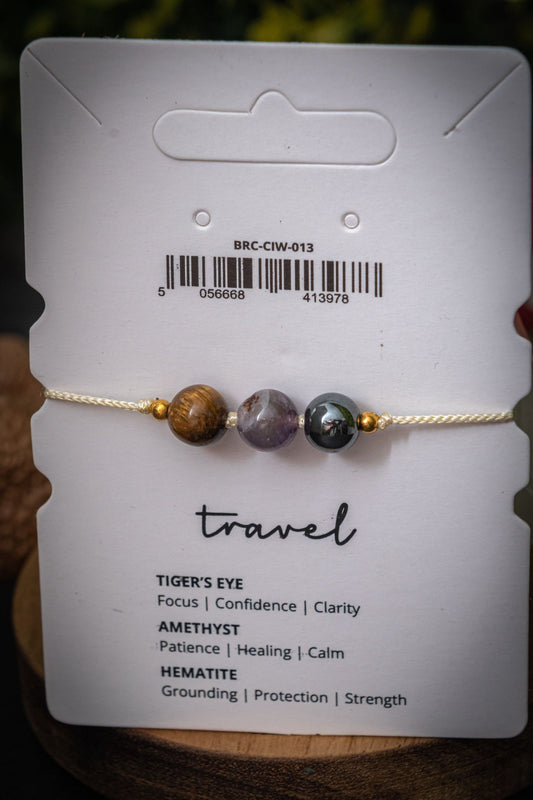 BRC-CIW-013
5 056668 413978
travel
TIGER'S EYE
Focus | Confidence | Clarity
AMETHYST
Patience | Healing | Calm
HEMATITE
Grounding | Protection | Strength